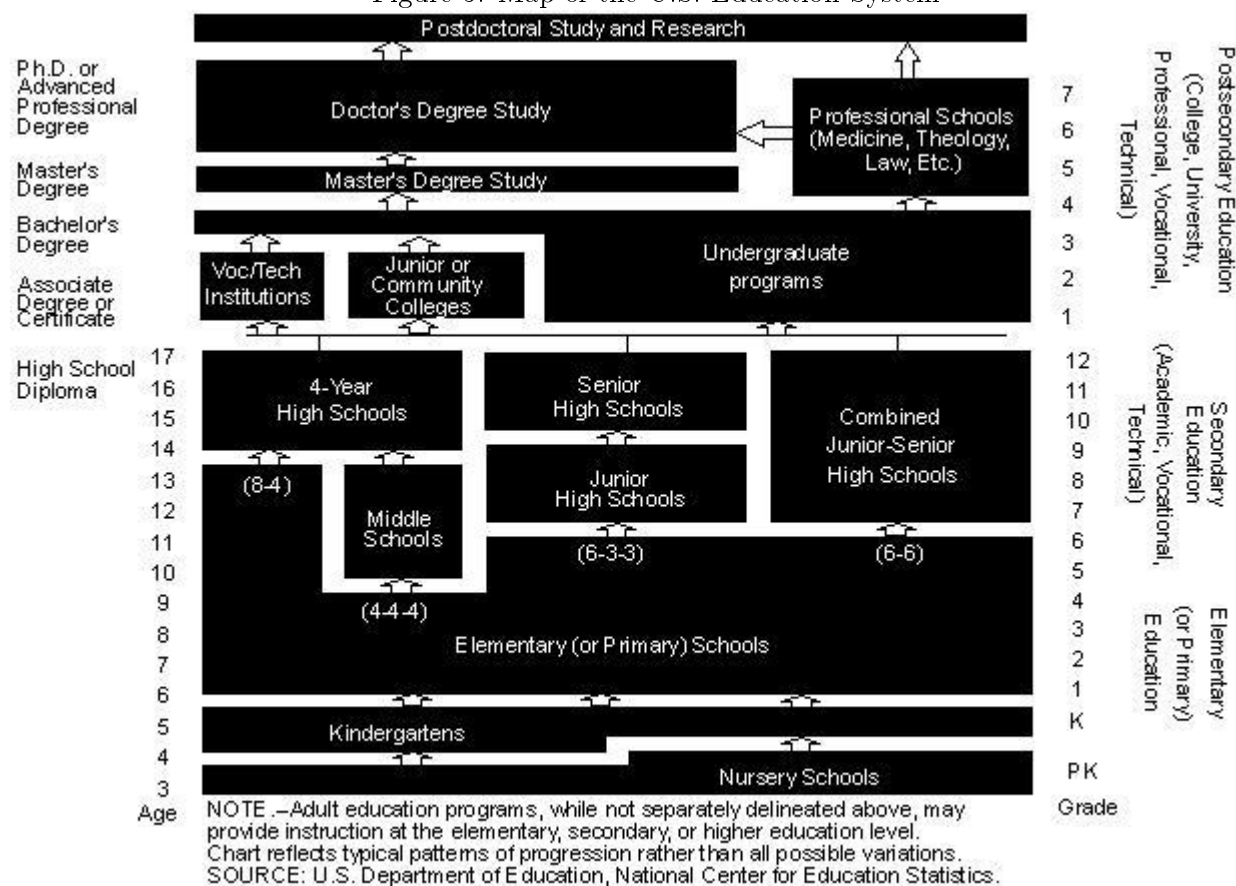 Figure 3: Map of the U.S. Education System
Postdoctoral Study and Research
Ph.D. or
Advanced
Professional
Degree
Doctor's Degree Study
Professional Schools
(Medicine, Theology,
Law, Etc.)
7
6
5
Master's
Degree
Master's Degree Study
4
Bachelor's
Degree
Undergraduate
programs
3
2
1
Voc/Tech
Institutions
Junior or
Community
Colleges
Associate
Degree or
Certificate
Postsecondary Education
(College, University,
Professional, Vocational,
Technical)
High School
Diploma
17
16
15
14
13
12
11
10
9
8
7
6
5
4
3
Age
4-Year
High Schools
Senior
High Schools
Combined
Junior-Senior
High Schools
(8-4)
Middle
Schools
Junior
High Schools
(4-4-4)
(6-3-3)
(6-6)
Elementary (or Primary) Schools
Kindergartens
Nursery Schools
12
11
10
9
8
7
6
5
4
3
2
1
K
PK
Grade
Secondary
Education
(Academic, Vocational,
Technical)
Elementary
(or Primary)
Education
NOTE .–Adult education programs, while not separately delineated above, may
provide instruction at the elementary, secondary, or higher education level.
Chart reflects typical patterns of progression rather than all possible variations.
SOURCE: U.S. Department of Education, National Center for Education Statistics.